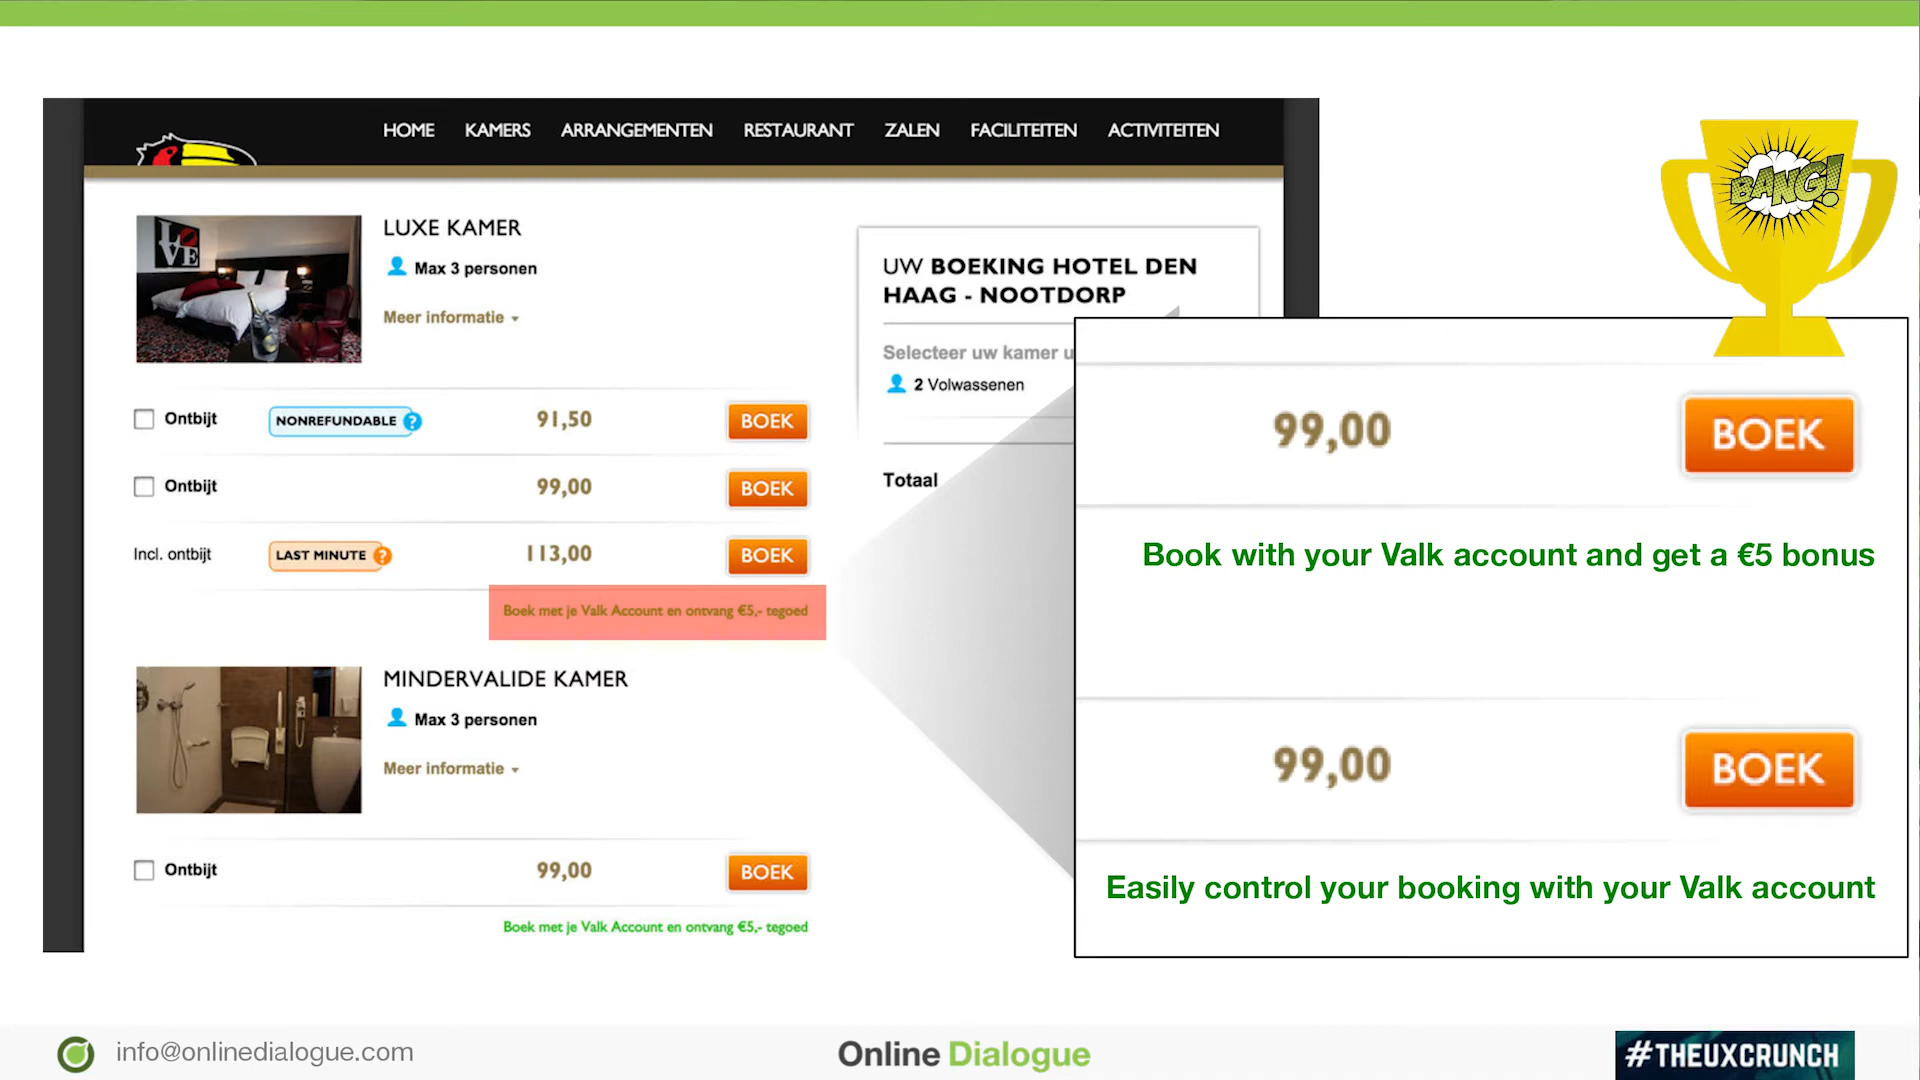 HOME KAMERS ARRANGEMENTEN RESTAURANT ZALEN FACILITEITEN ACTIVITEITEN
BANG!
LOVE
LUXE KAMER
Max 3 personen
Meer informatie
UW BOEKING HOTEL DEN
HAAG - NOOTDORP
Selecteer uw kamer u
2 Volwassenen
Totaal
Ontbijt NONREFUNDABLE ? 91,50 BOEK
Ontbijt 99,00 BOEK
Incl. ontbijt LAST MINUTE ? 113,00 BOEK
Boek met je Valk Account en ontvang €5,- tegoed
MINDERVALIDE KAMER
Max 3 personen
Meer informatie
Ontbijt 99,00 BOEK
Boek met je Valk Account en ontvang €5,- tegoed
99,00 BOEK
Book with your Valk account and get a €5 bonus
99,00 BOEK
Easily control your booking with your Valk account
info@onlinedialogue.com
Online Dialogue
#THEUXCRUNCH